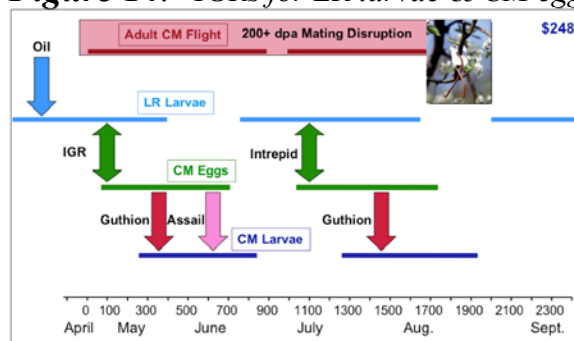 Figure 14. IGRs for LR larvae & CM egg
Oil
Adult CM Flight 200+ dpa Mating Disruption
$248
LR Larvae
IGR
Intrepid
CM Eggs
Guthion Assail
Guthion
CM Larvae
0 100 300 500 700 900 1100 1300 1500 1700 1900 2100 2300
April May June July Aug. Sept.